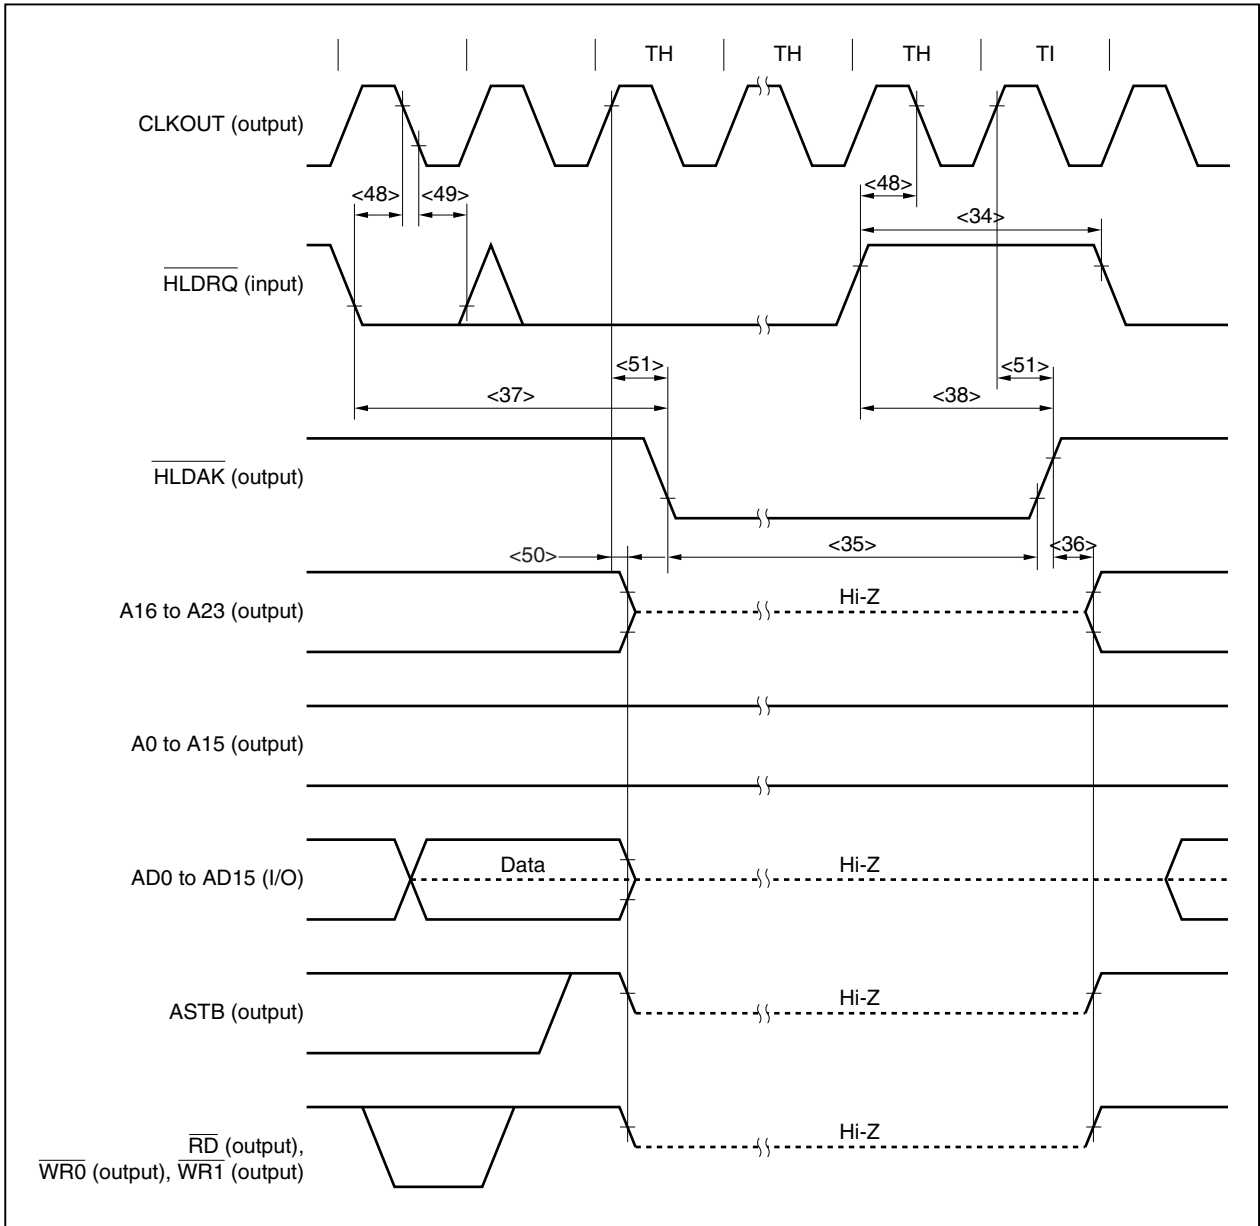 TH TH TH TI
CLKOUT (output)
<48> <49> <48>
<34>
HLDRQ (input)
<51> <51>
<37> <38>
HLDAK (output)
<50> <35> <36>
A16 to A23 (output) Hi-Z
A0 to A15 (output)
AD0 to AD15 (I/O) Data Hi-Z
ASTB (output) Hi-Z
RD (output), Hi-Z
WR0 (output), WR1 (output)